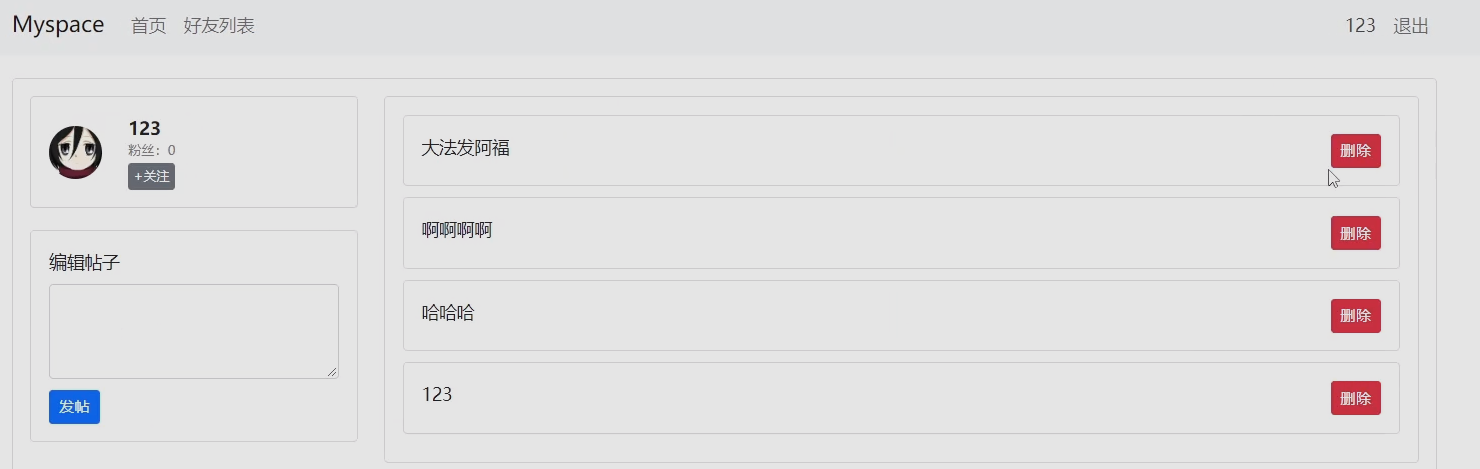 Myspace 首页 好友列表 123 退出
123
粉丝：0
+关注
编辑帖子
发帖
大法发阿福 删除
啊啊啊啊 删除
哈哈哈 删除
123 删除